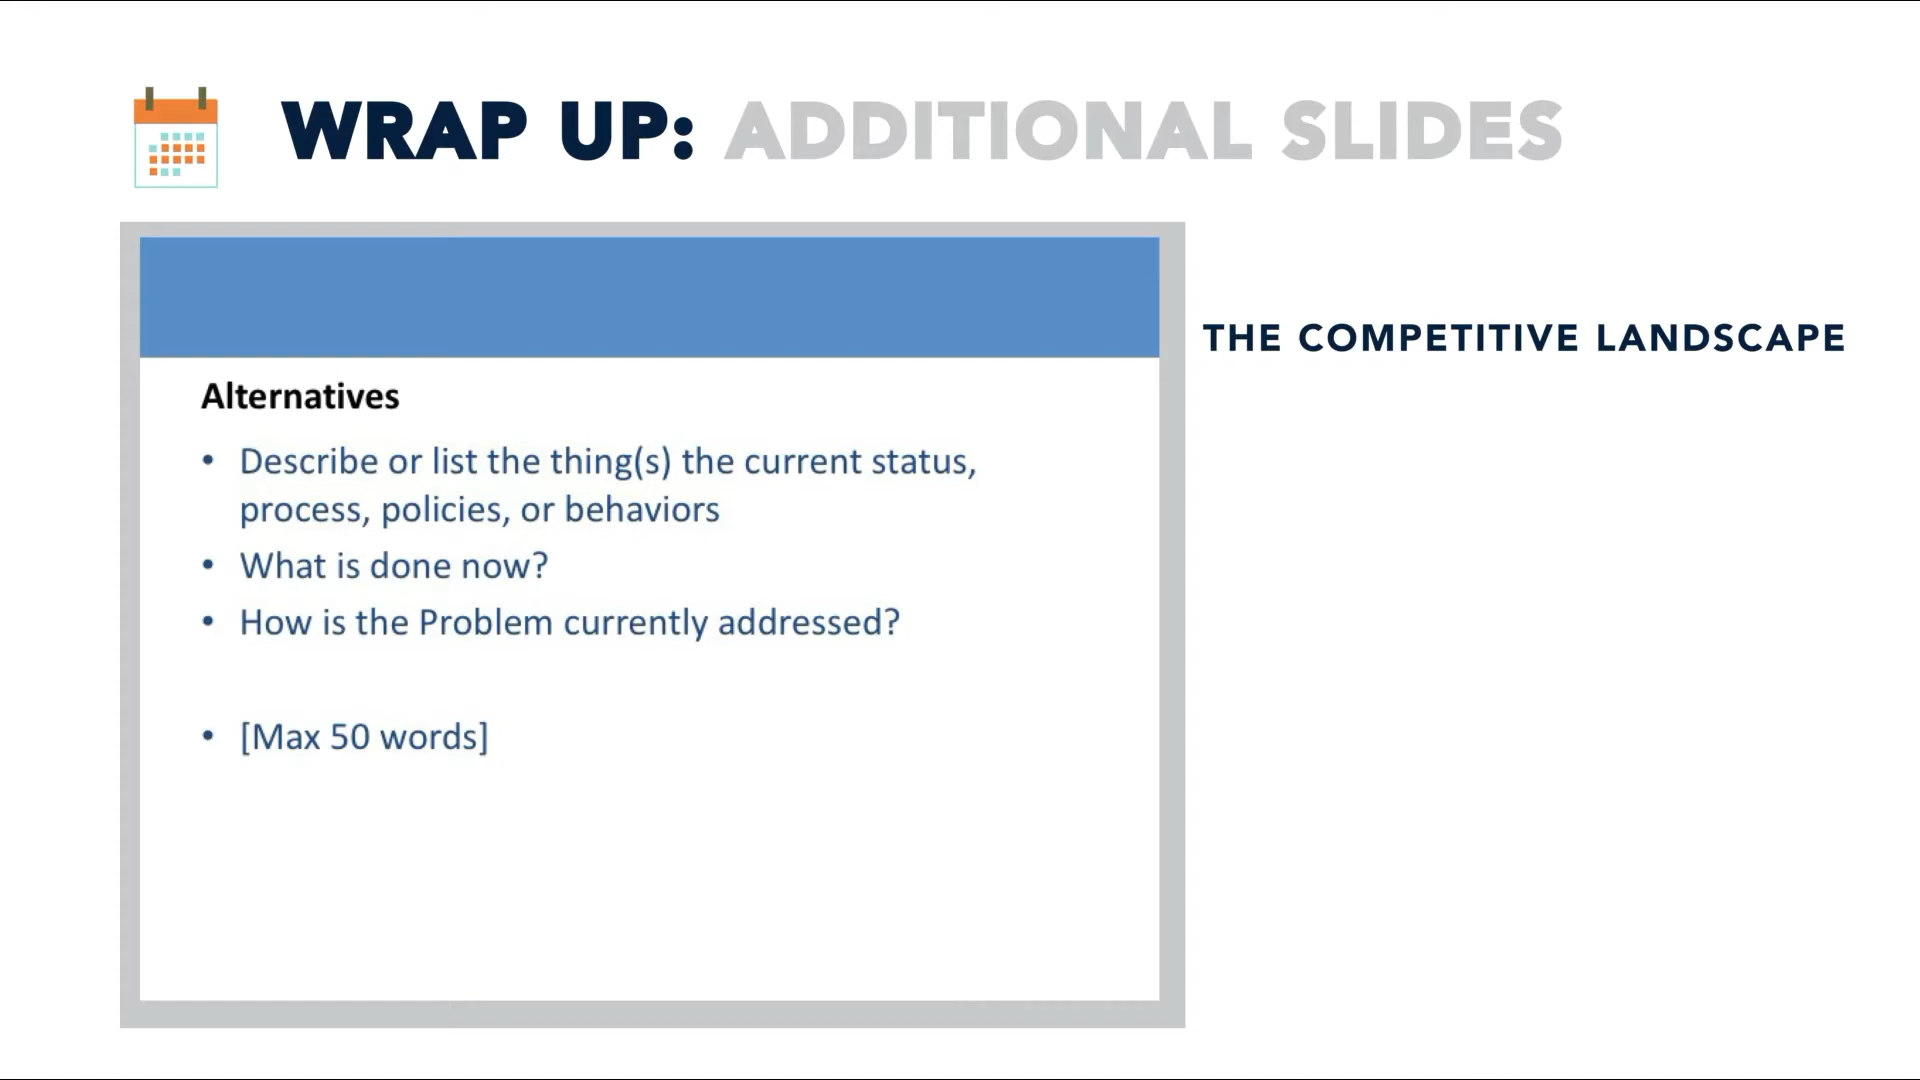 WRAP UP: ADDITIONAL SLIDES
THE COMPETITIVE LANDSCAPE
Alternatives
• Describe or list the thing(s) the current status,
process, policies, or behaviors
• What is done now?
• How is the Problem currently addressed?
• [Max 50 words]